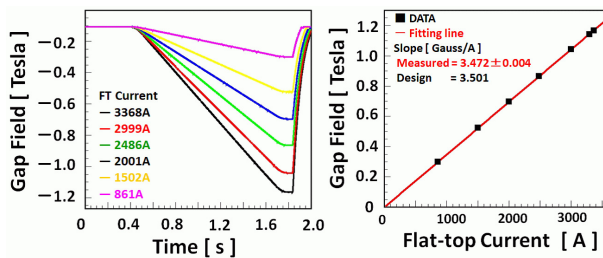 Gap Field [ Tesla ]
−0.2
−0.4
−0.6
−0.8
−1.0
−1.2
FT Current
3368A
2999A
2486A
2001A
1502A
861A
0 0.4 0.8 1.2 1.6 2.0
Time [ s ]
Gap Field [ Tesla ]
1.2
1.0
0.8
0.6
0.4
0.2
0
DATA
Fitting line
Slope [ Gauss/A ]
Measured = 3.472±0.004
Design = 3.501
0 1000 2000 3000
Flat-top Current [ A ]